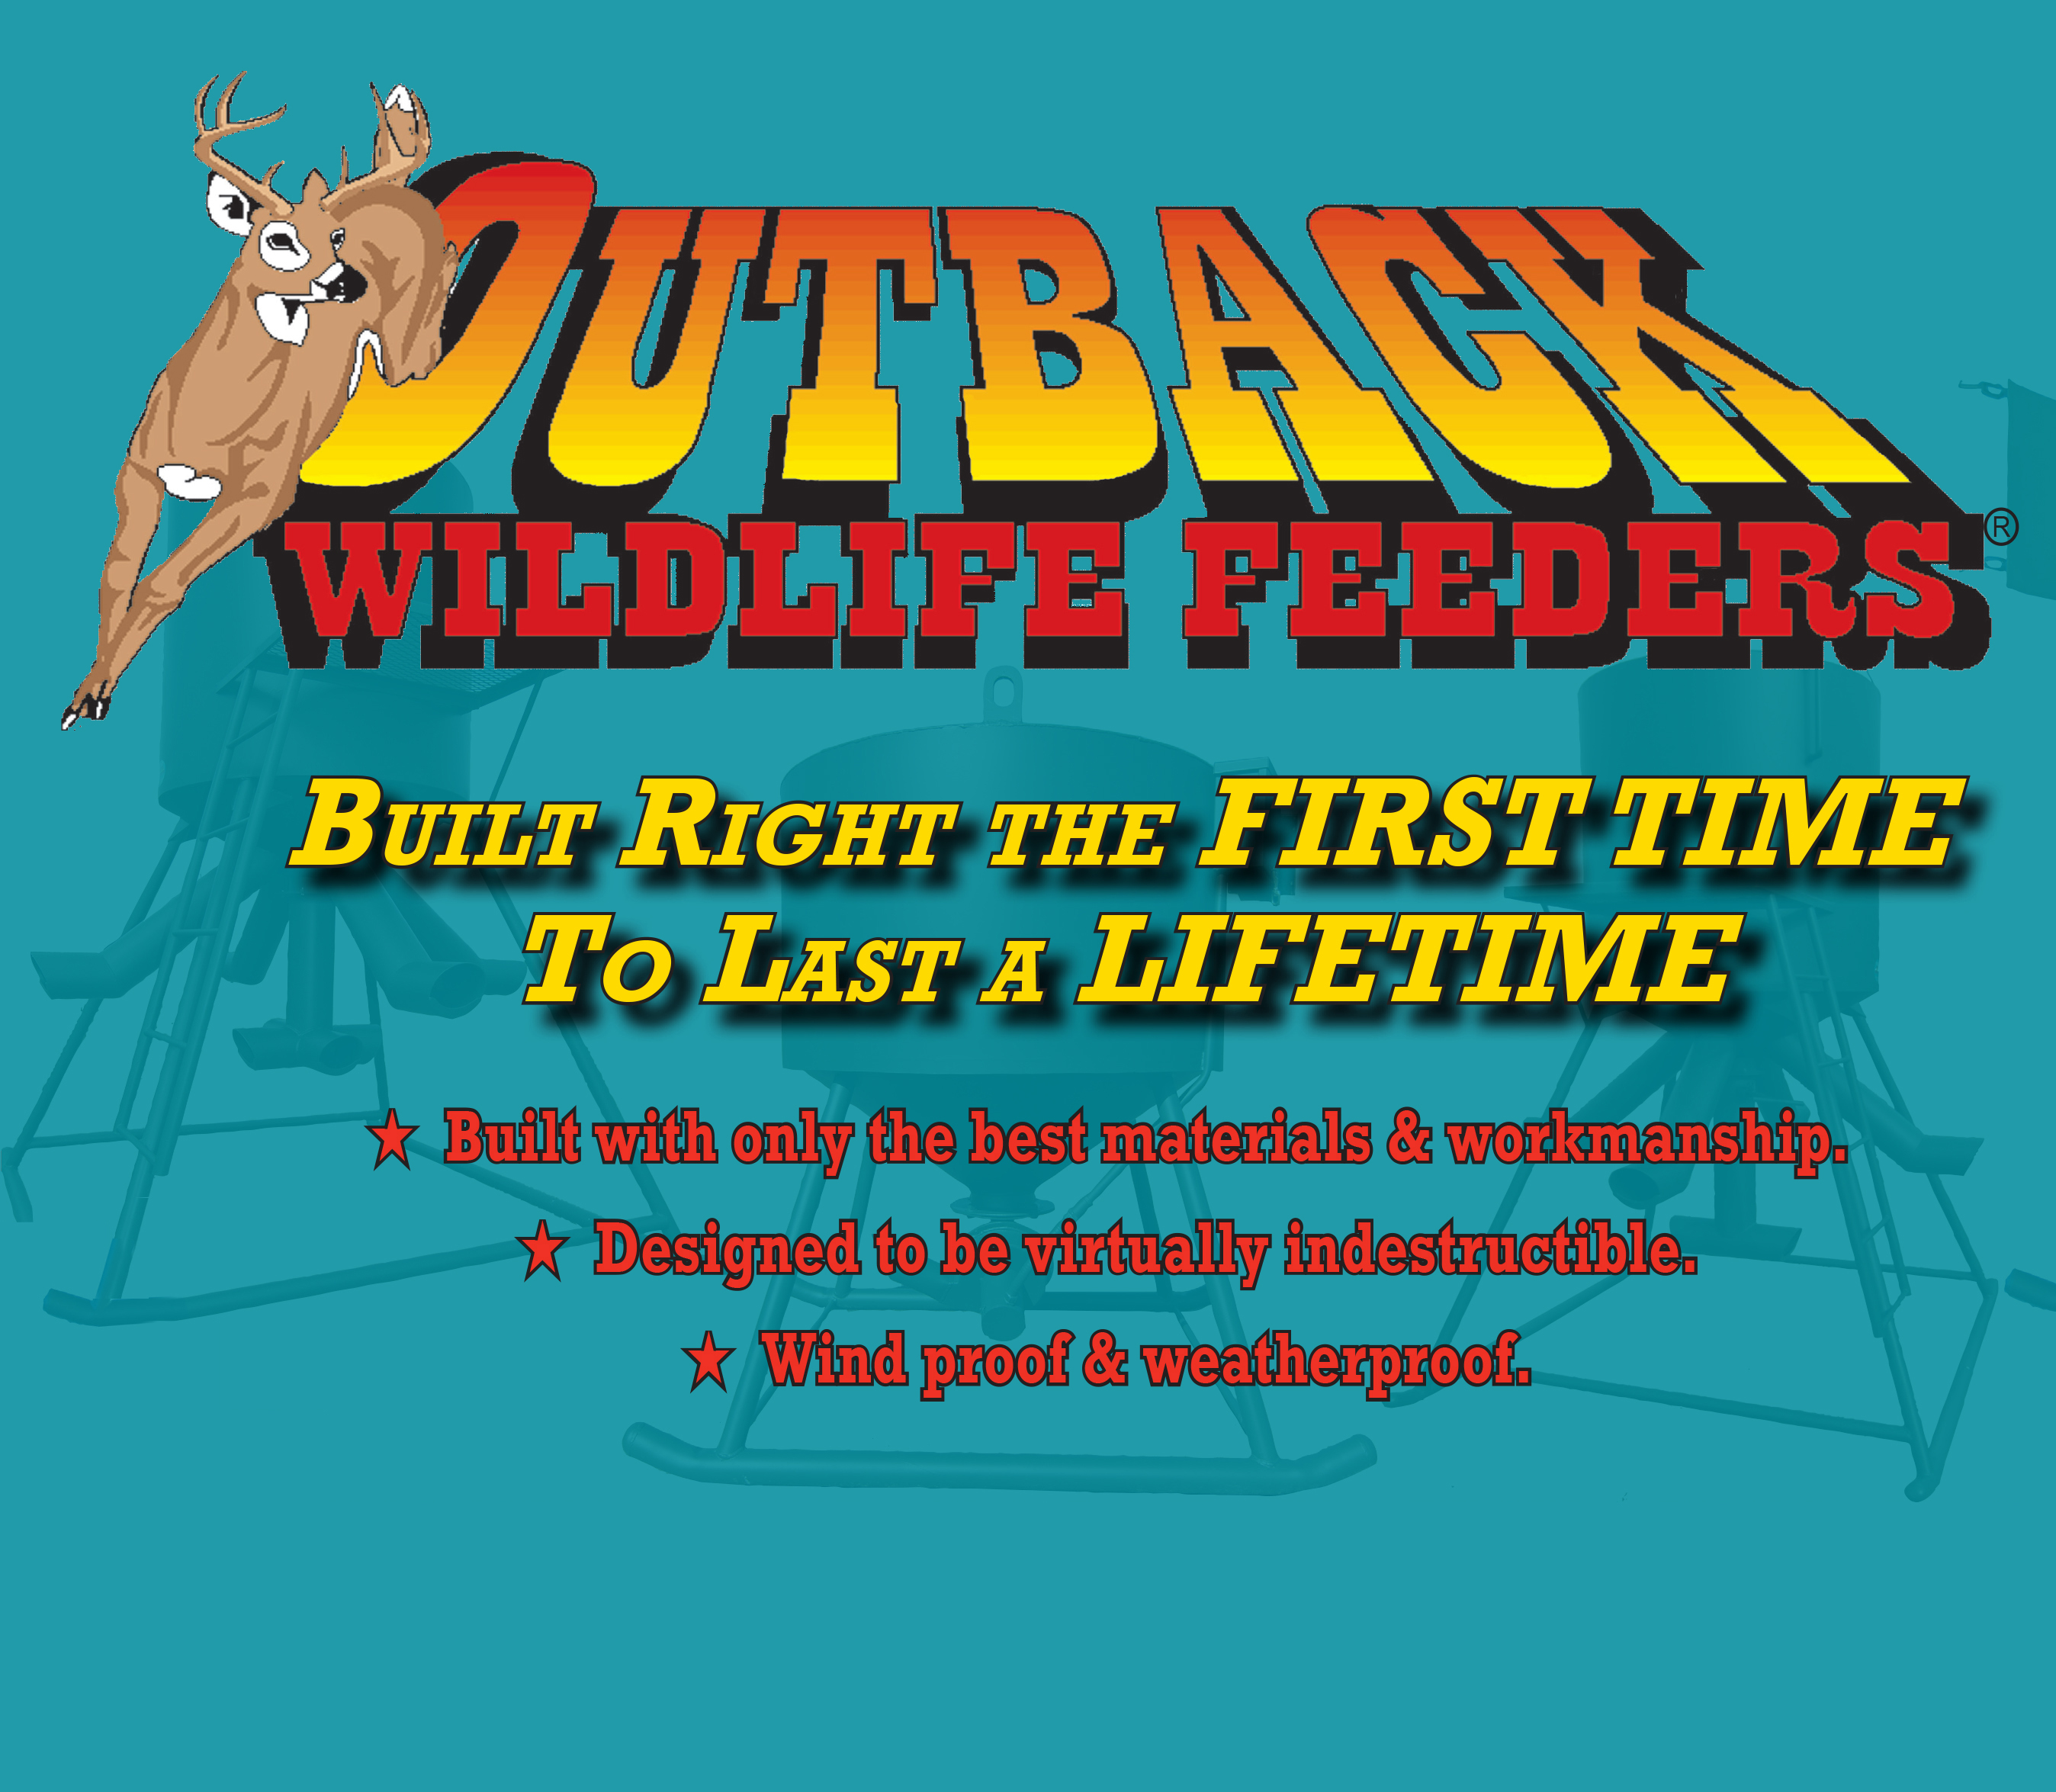 OUTBACK
WILDLIFE FEEDERS®
BUILT RIGHT THE FIRST TIME
TO LAST A LIFETIME
★ Built with only the best materials & workmanship.
★ Designed to be virtually indestructible.
★ Wind proof & weatherproof.